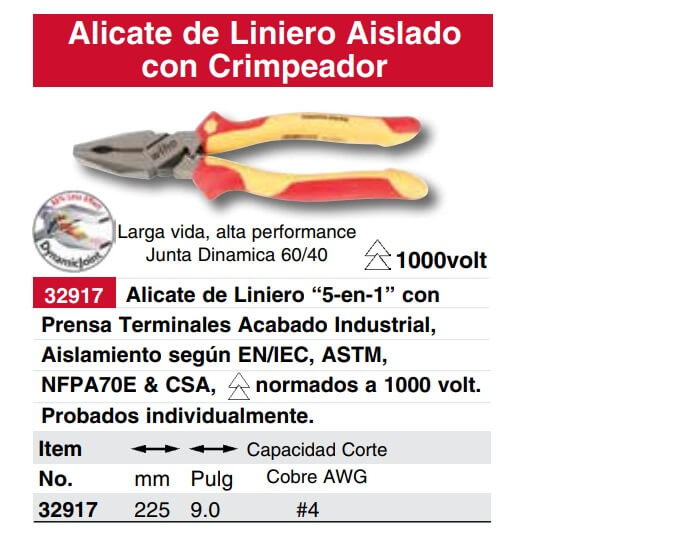 Alicate de Liniero Aislado
con Crimpeador
wiha
DynamicJoint
Larga vida, alta performance
Junta Dinamica 60/40
1000volt
32917 Alicate de Liniero “5-en-1” con
Prensa Terminales Acabado Industrial,
Aislamiento según EN/IEC, ASTM,
NFPA70E & CSA, normados a 1000 volt.
Probados individualmente.
Item Capacidad Corte
No. mm Pulg Cobre AWG
32917 225 9.0 #4